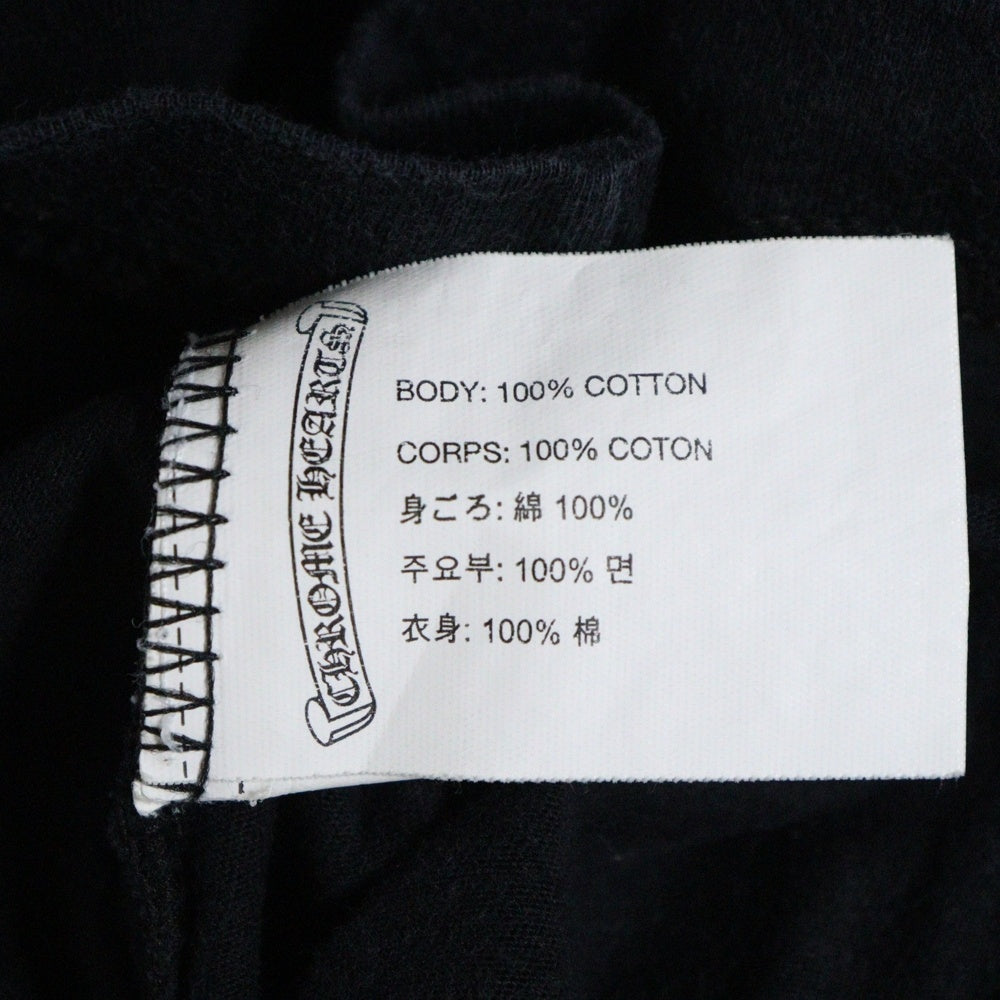 CHROME HEARTS
BODY: 100% COTTON
CORPS: 100% COTON
身ごろ: 綿 100%
주요부: 100% 면
衣身: 100% 棉